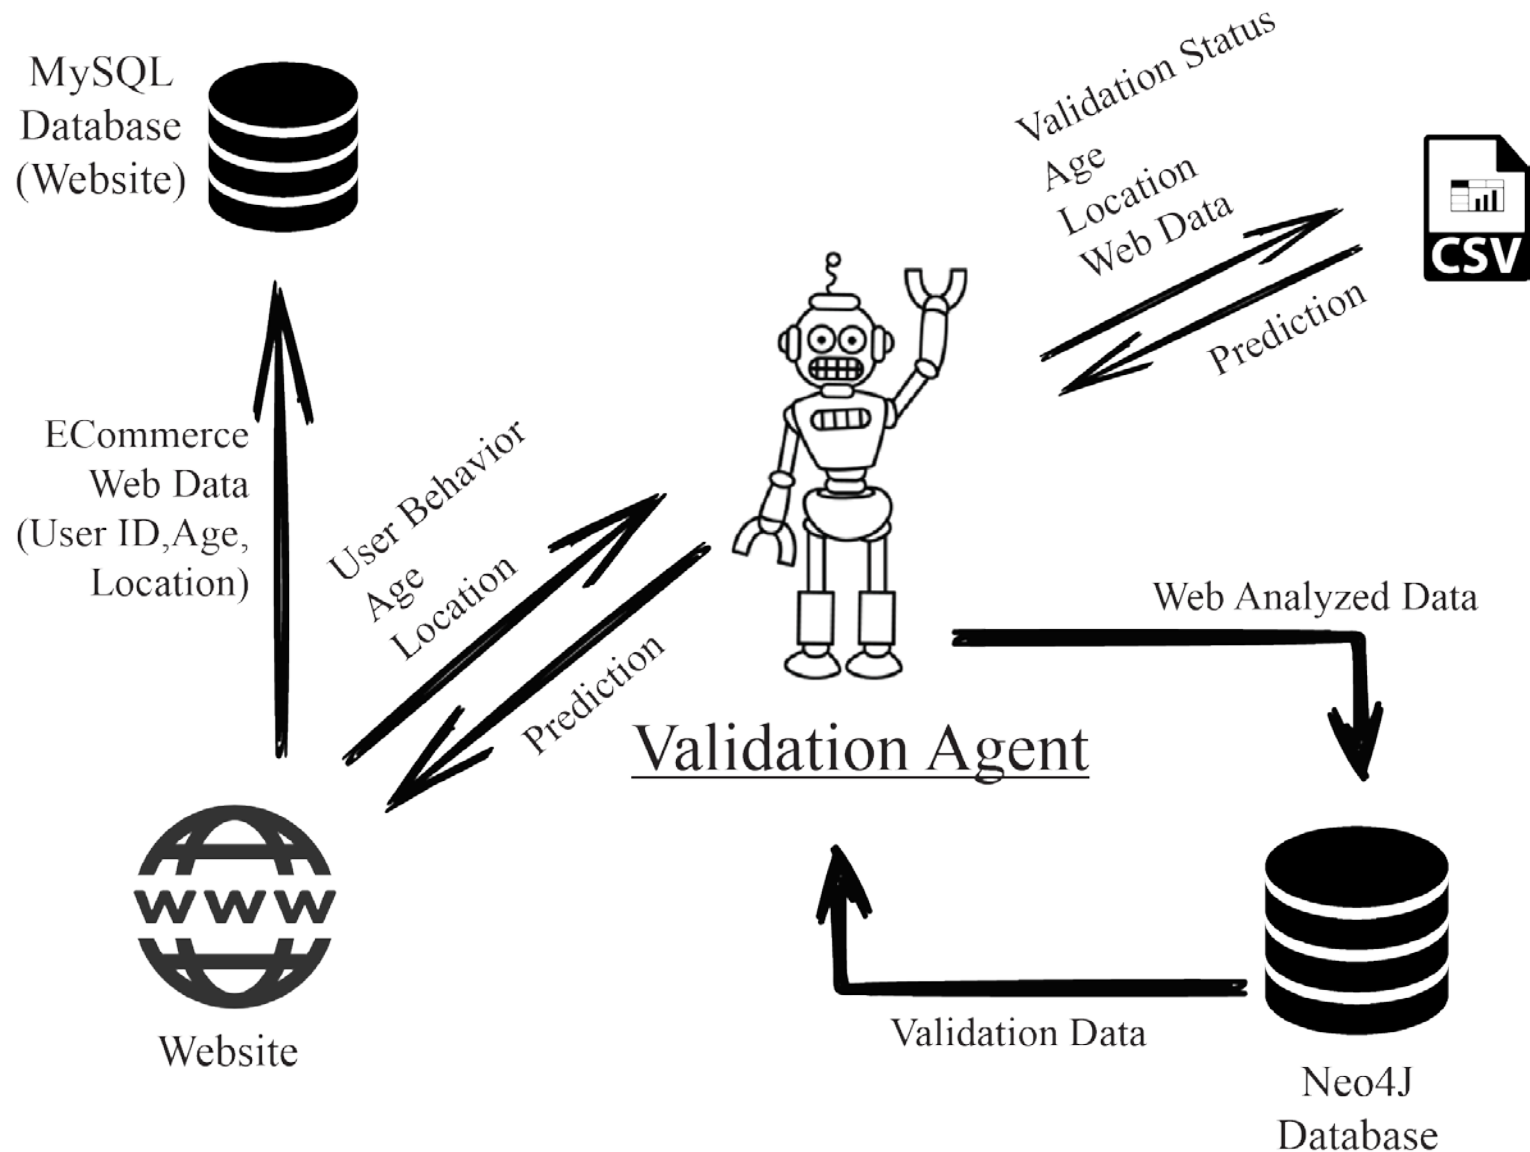 MySQL
Database
(Website)
Validation Status
Age
Location
Web Data
CSV
Prediction
ECommerce
Web Data
(User ID,Age,
Location)
User Behavior
Age
Location
Prediction
Web Analyzed Data
Validation Agent
www
Website
Validation Data
Neo4J
Database